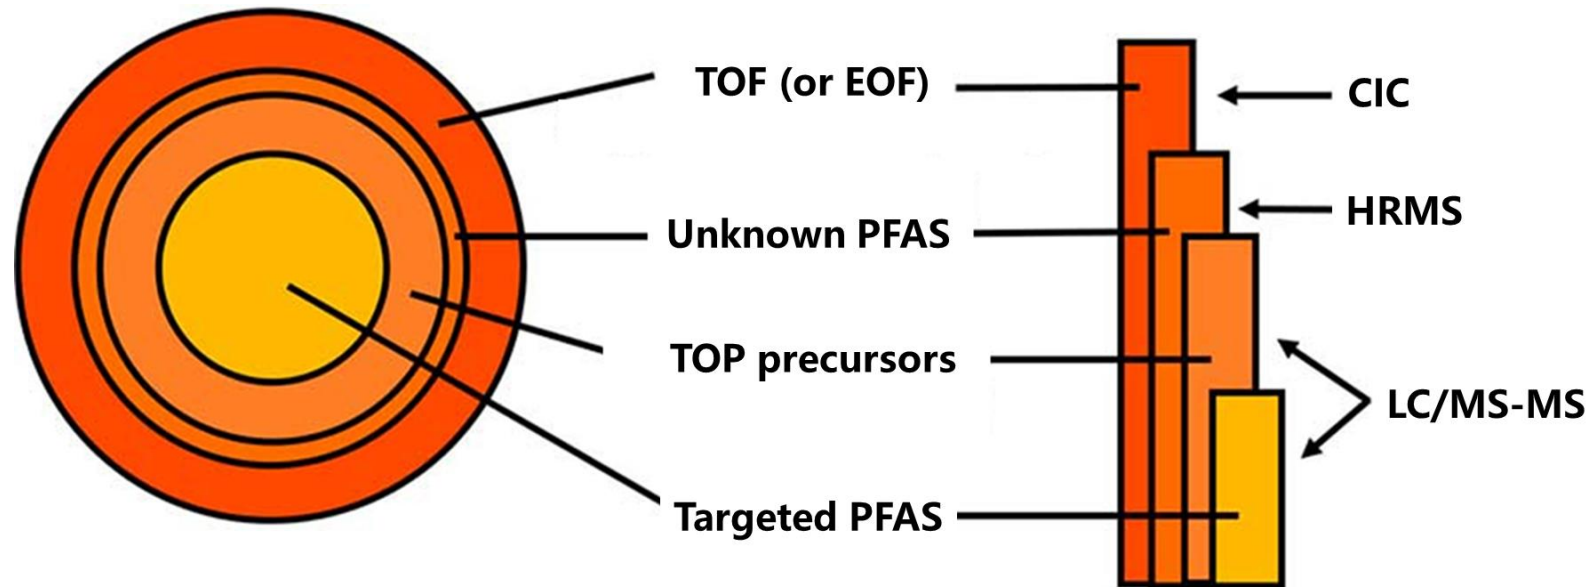 TOF (or EOF)
CIC
Unknown PFAS
HRMS
TOP precursors
LC/MS-MS
Targeted PFAS